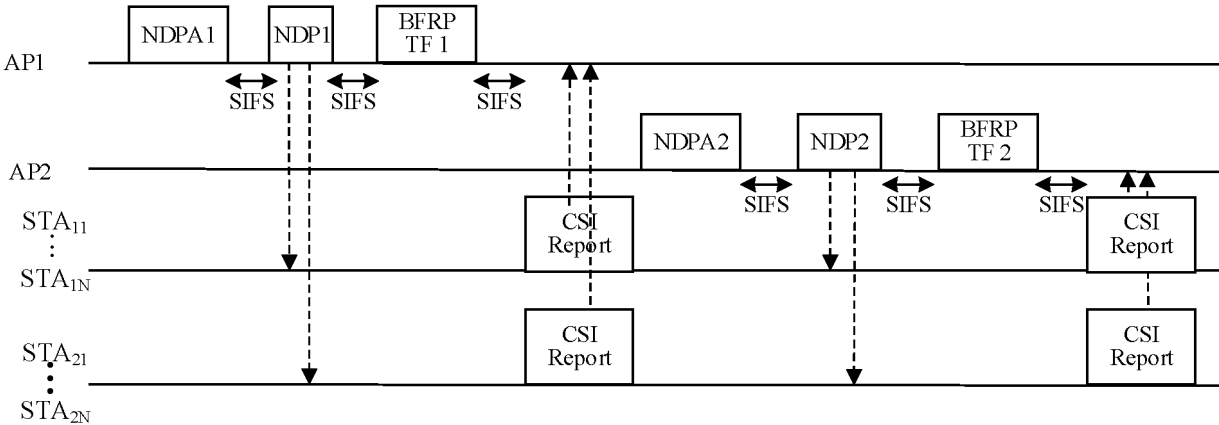 NDPA1
NDP1
BFRP
TF 1
AP1
SIFS
SIFS
SIFS
NDPA2
NDP2
BFRP
TF 2
AP2
SIFS
SIFS
SIFS
STA₁₁
⋮
STA₁N
CSI
Report
CSI
Report
STA₂₁
⋮
STA₂N
CSI
Report
CSI
Report